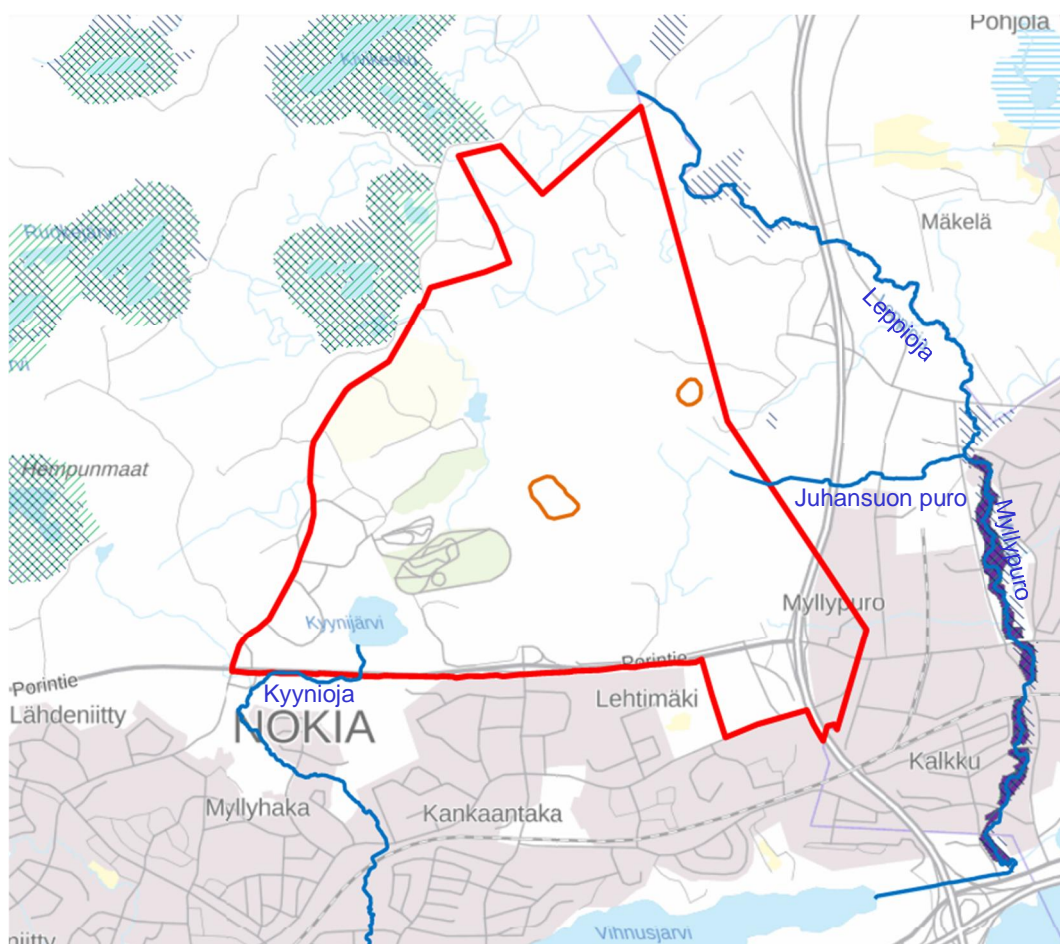 Pohjola
Mäkelä
Leppioja
Hempunmaat
Juhansuon puro
Myllypuro
Myllypuro
Kyynijärvi
Porintie
Porintie
Lähdeniitty
Kyynioja
NOKIA
Lehtimäki
Kalkku
Myllyhaka
Kankaantaka
Vihnusjärvi